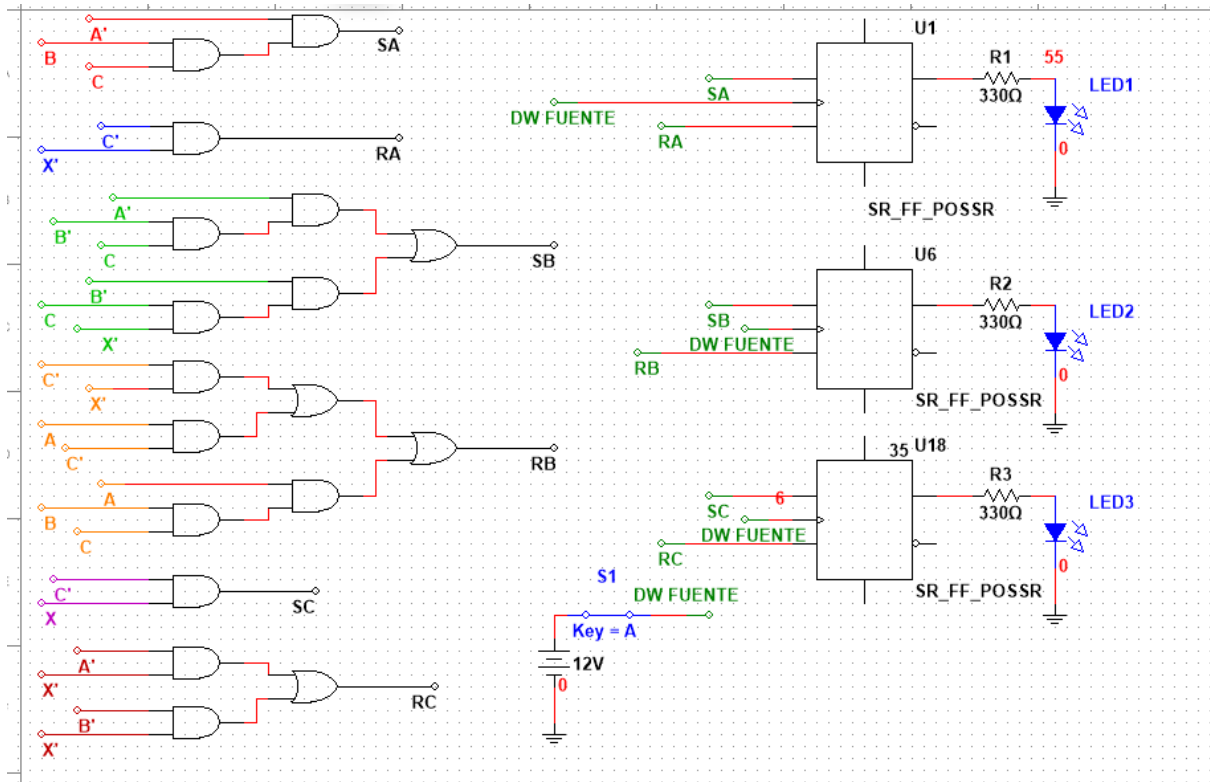 A'
B
C
SA
C'
X'
RA
A'
B'
C
B'
C
X'
SB
C'
X'
A
C'
A
B
C
RB
C'
X
SC
A'
X'
B'
X'
RC
U1
SA
DW FUENTE
RA
R1
330Ω
55
LED1
0
SR_FF_POSSR
U6
SB
DW FUENTE
RB
R2
330Ω
LED2
0
SR_FF_POSSR
35 U18
SC
6
DW FUENTE
RC
R3
330Ω
LED3
0
SR_FF_POSSR
S1
DW FUENTE
Key = A
12V
0